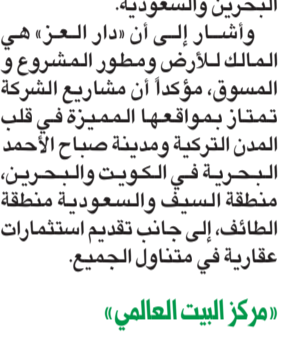 البحرين والسعودية.
وأشار إلى أن «دار العز» هي
المالك للأرض ومطور المشروع و
المسوق، مؤكداً أن مشاريع الشركة
تمتاز بمواقعها المميزة في قلب
المدن التركية ومدينة صباح الأحمد
البحرية في الكويت والبحرين،
منطقة السيف والسعودية منطقة
الطائف، إلى جانب تقديم استثمارات
عقارية في متناول الجميع.
«مركز البيت العالمي»